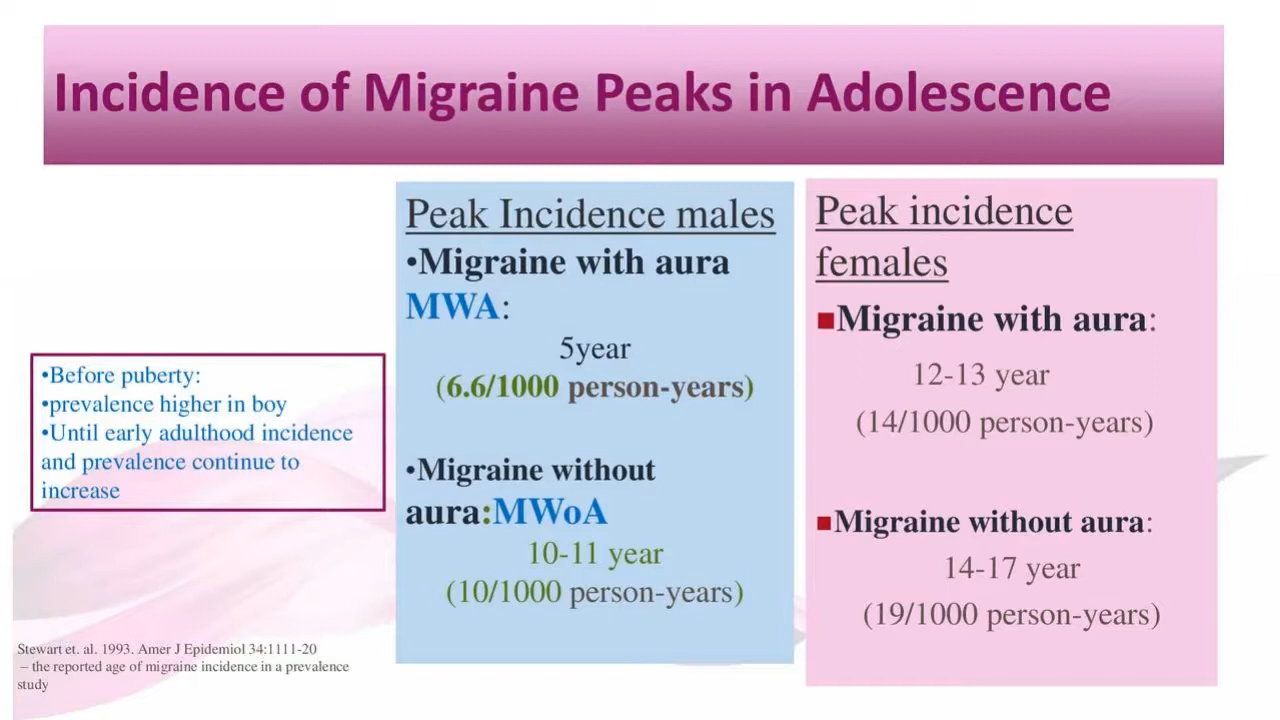 Incidence of Migraine Peaks in Adolescence
•Before puberty:
•prevalence higher in boy
•Until early adulthood incidence
and prevalence continue to
increase
Peak Incidence males
•Migraine with aura
MWA:
5year
(6.6/1000 person-years)
•Migraine without
aura:MWoA
10-11 year
(10/1000 person-years)
Peak incidence
females
■Migraine with aura:
12-13 year
(14/1000 person-years)
■Migraine without aura:
14-17 year
(19/1000 person-years)
Stewart et. al. 1993. Amer J Epidemiol 34:1111-20
– the reported age of migraine incidence in a prevalence
study